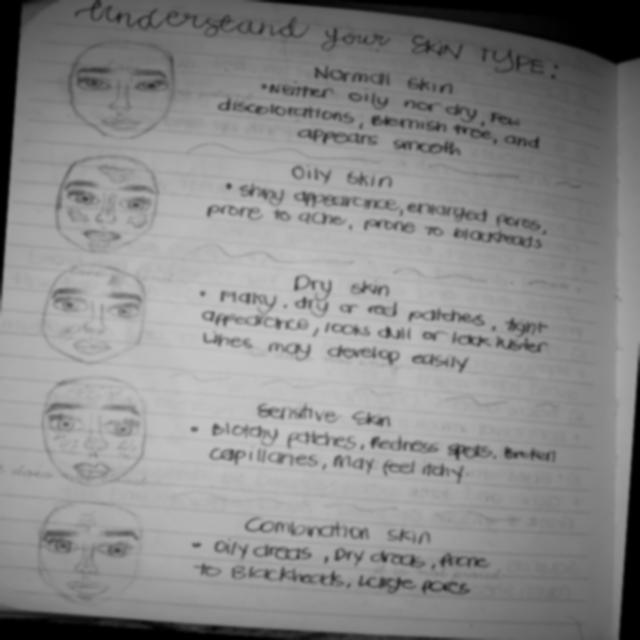 Understand your SKIN TYPE:
Normal Skin
• Neither oily nor dry, few
discolorations, Blemish free, and
appears smooth
Oily Skin
• Shiny appearance, enlarged pores,
prone to acne, prone to blackheads
Dry skin
• Flaky, dry or red patches, tight
appearance, looks dull or lack luster
Lines may develop easily
Sensitive Skin
• Blotchy patches, Redness spots, Broken
capillaries, May feel itchy
Combination Skin
• Oily areas, Dry areas, Prone
to Blackheads, Large pores